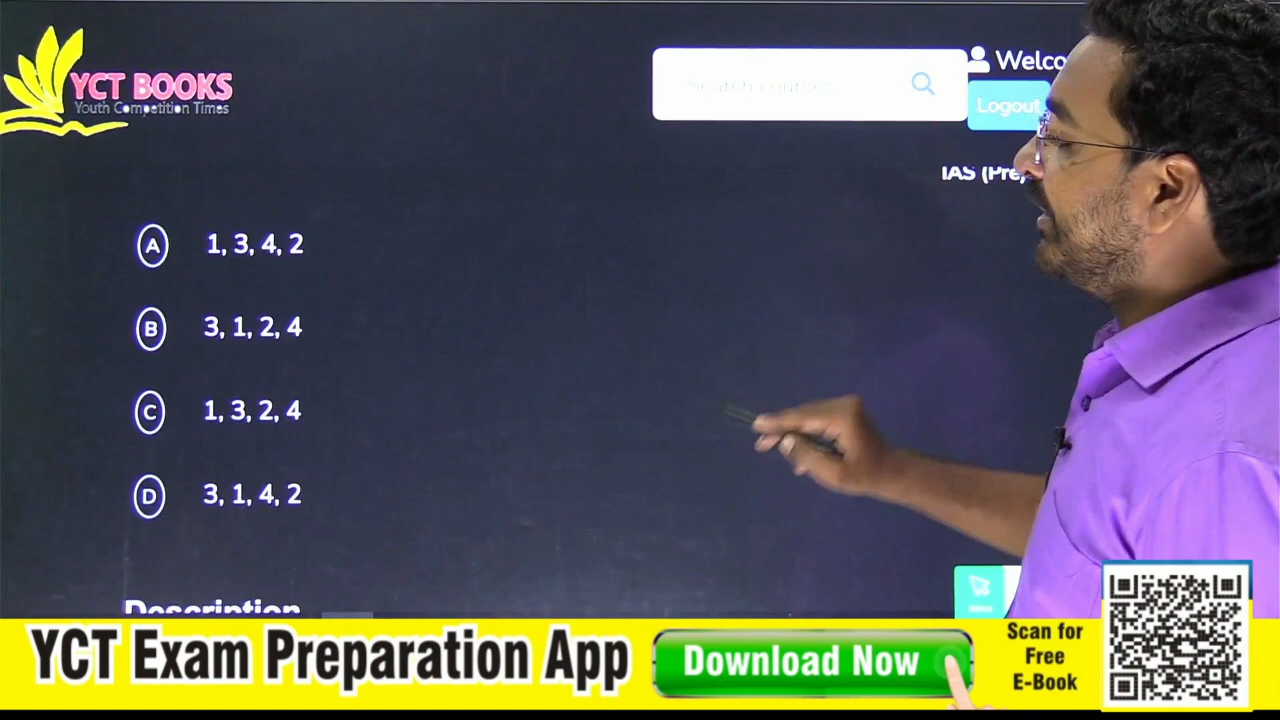 YCT BOOKS
Youth Competition Times
Welco
Logout
IAS (Pre)
A 1, 3, 4, 2
B 3, 1, 2, 4
C 1, 3, 2, 4
D 3, 1, 4, 2
Description
YCT Exam Preparation App
Download Now
Scan for
Free
E-Book